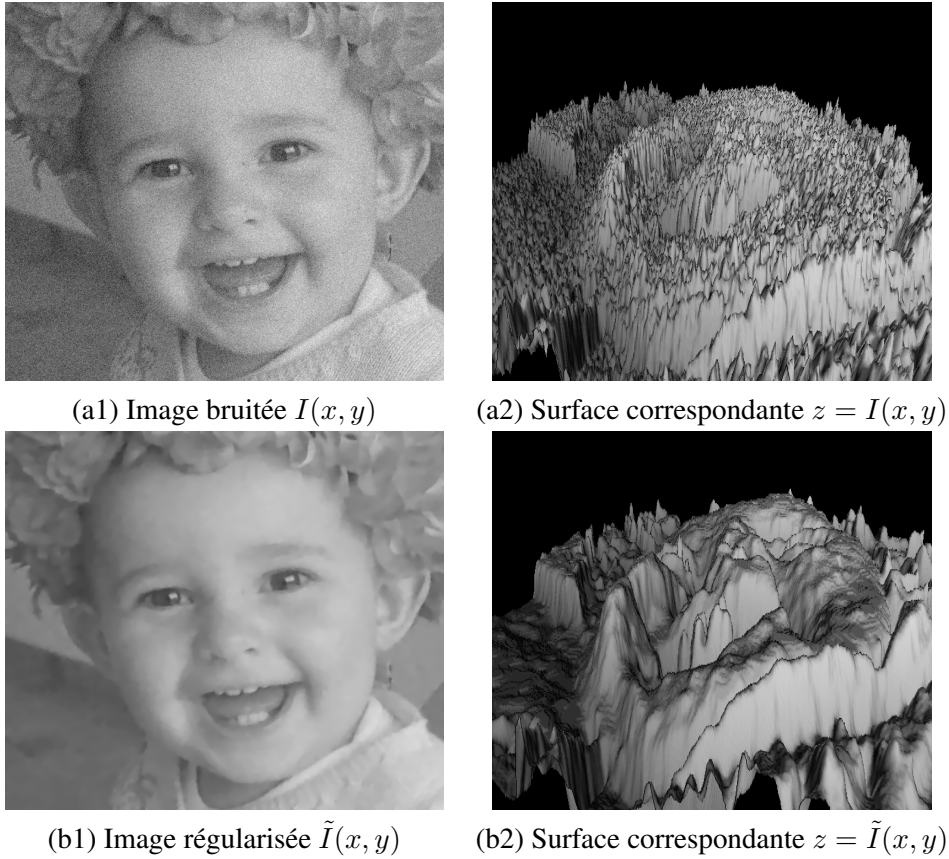 (a1) Image bruitée I(x, y)
(a2) Surface correspondante z = I(x, y)
(b1) Image régularisée Ĩ(x, y)
(b2) Surface correspondante z = Ĩ(x, y)